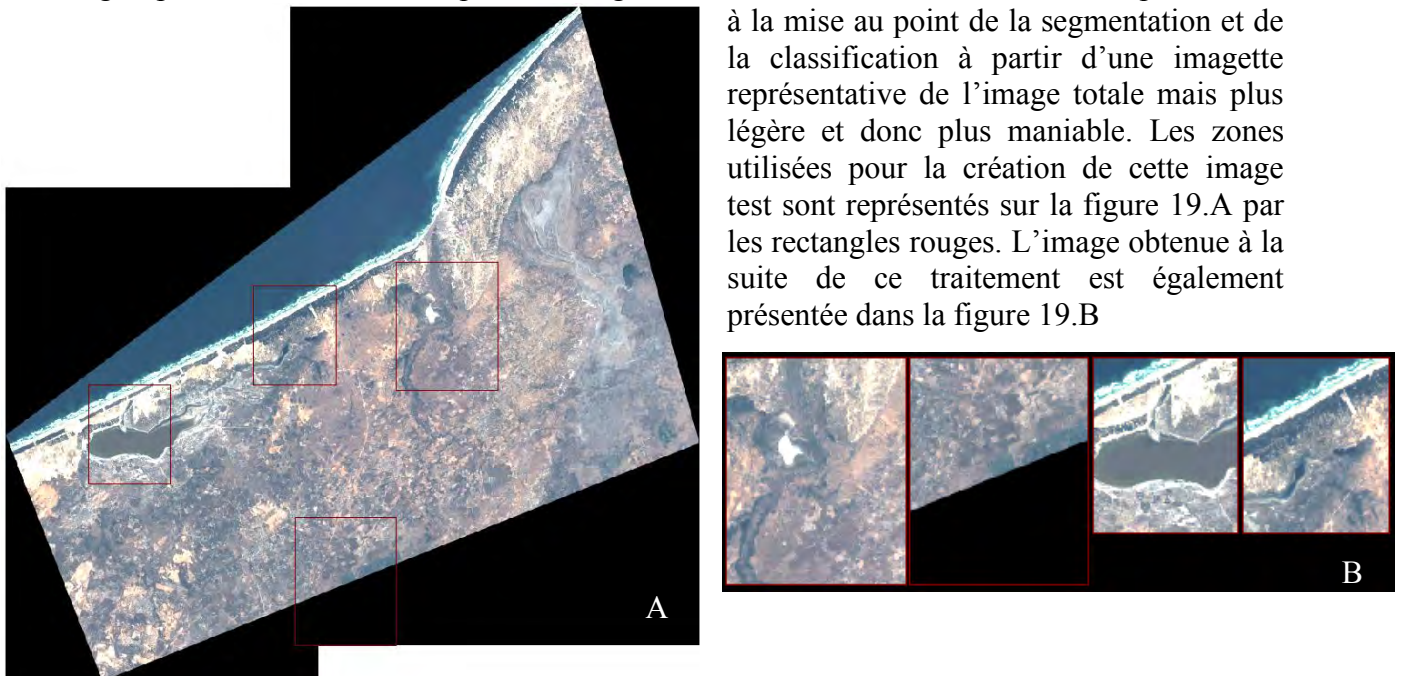 à la mise au point de la segmentation et de
la classification à partir d’une imagette
représentative de l’image totale mais plus
légère et donc plus maniable. Les zones
utilisées pour la création de cette image
test sont représentés sur la figure 19.A par
les rectangles rouges. L’image obtenue à la
suite de ce traitement est également
présentée dans la figure 19.B
A
B